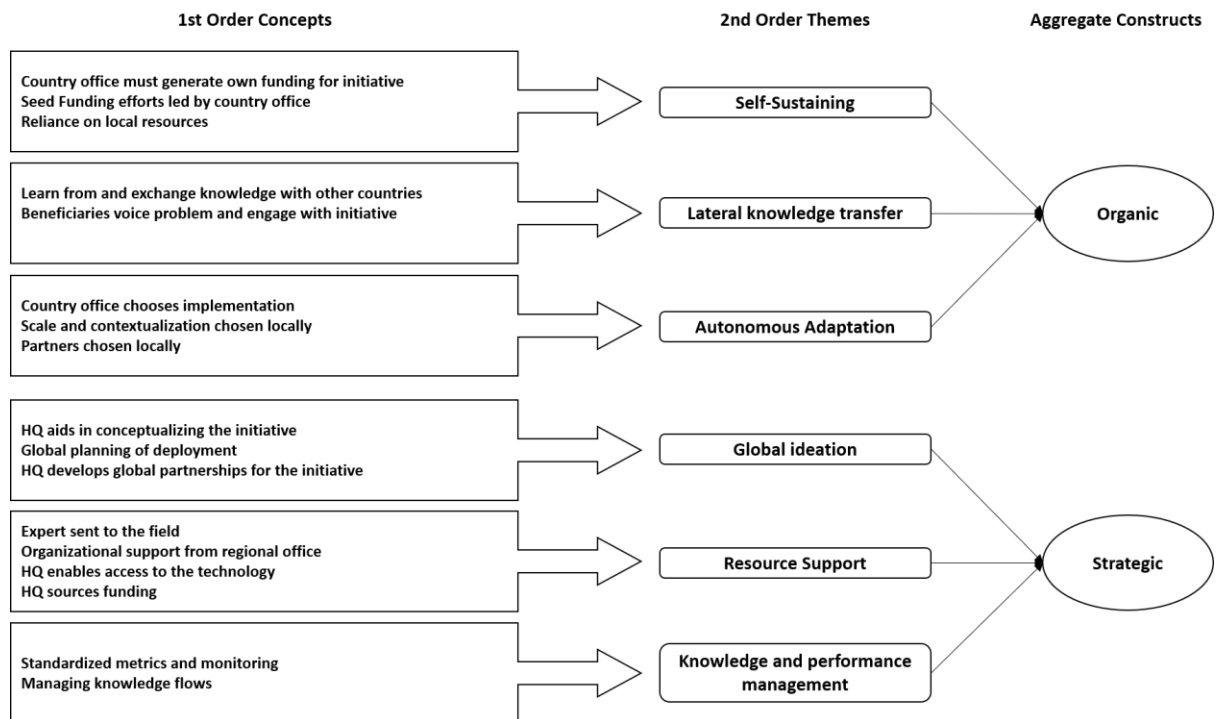 1st Order Concepts
2nd Order Themes
Aggregate Constructs
Country office must generate own funding for initiative
Seed Funding efforts led by country office
Reliance on local resources
Self-Sustaining
Learn from and exchange knowledge with other countries
Beneficiaries voice problem and engage with initiative
Lateral knowledge transfer
Organic
Country office chooses implementation
Scale and contextualization chosen locally
Partners chosen locally
Autonomous Adaptation
HQ aids in conceptualizing the initiative
Global planning of deployment
HQ develops global partnerships for the initiative
Global ideation
Expert sent to the field
Organizational support from regional office
HQ enables access to the technology
HQ sources funding
Resource Support
Strategic
Standardized metrics and monitoring
Managing knowledge flows
Knowledge and performance
management